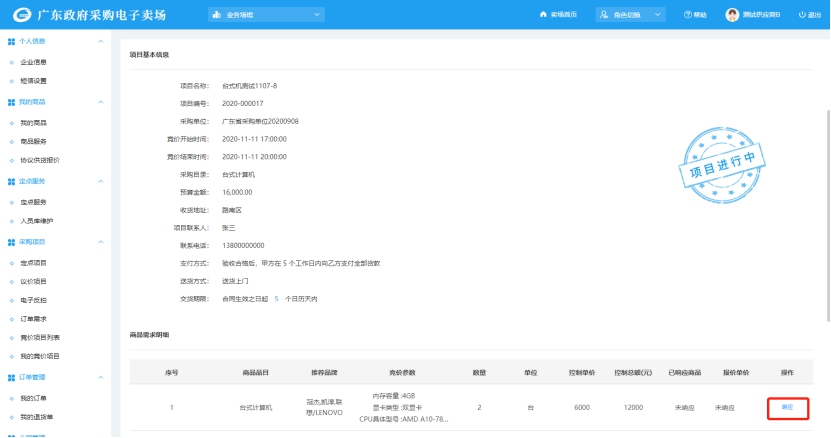 广东政府采购电子卖场
业务场馆
卖场首页
角色切换
帮助
测试供应商B
退出
个人信息
企业信息
短信设置
我的商品
我的商品
商品服务
协议供货报价
定点服务
定点服务
人员库维护
采购项目
定点项目
议价项目
电子反拍
订单需求
竞价项目列表
我的竞价项目
订单管理
我的订单
我的退货单
项目基本信息
项目名称： 台式机测试1107-8
项目编号： 2020-000017
采购单位： 广东省采购单位20200908
竞价开始时间： 2020-11-11 17:00:00
竞价结束时间： 2020-11-11 20:00:00
采购目录： 台式计算机
预算金额： 16,000.00
收货地址： 路南区
项目联系人： 张三
联系电话： 13800000000
支付方式： 验收合格后，甲方在 5 个工作日内向乙方支付全部货款
送货方式： 送货上门
交货期限： 合同生效之日起 5 个日历天内
项目进行中
商品需求明细
序号 商品品目 推荐品牌 竞价参数 数量 单位 控制单价 控制总额(元) 已响应商品 报价单价 操作
1 台式计算机 冠杰,凯漳,联想/LENOVO 内存容量:4GB 显卡类型:双显卡 CPU具体型号:AMD A10-78... 2 台 6000 12000 未响应 未响应 响应